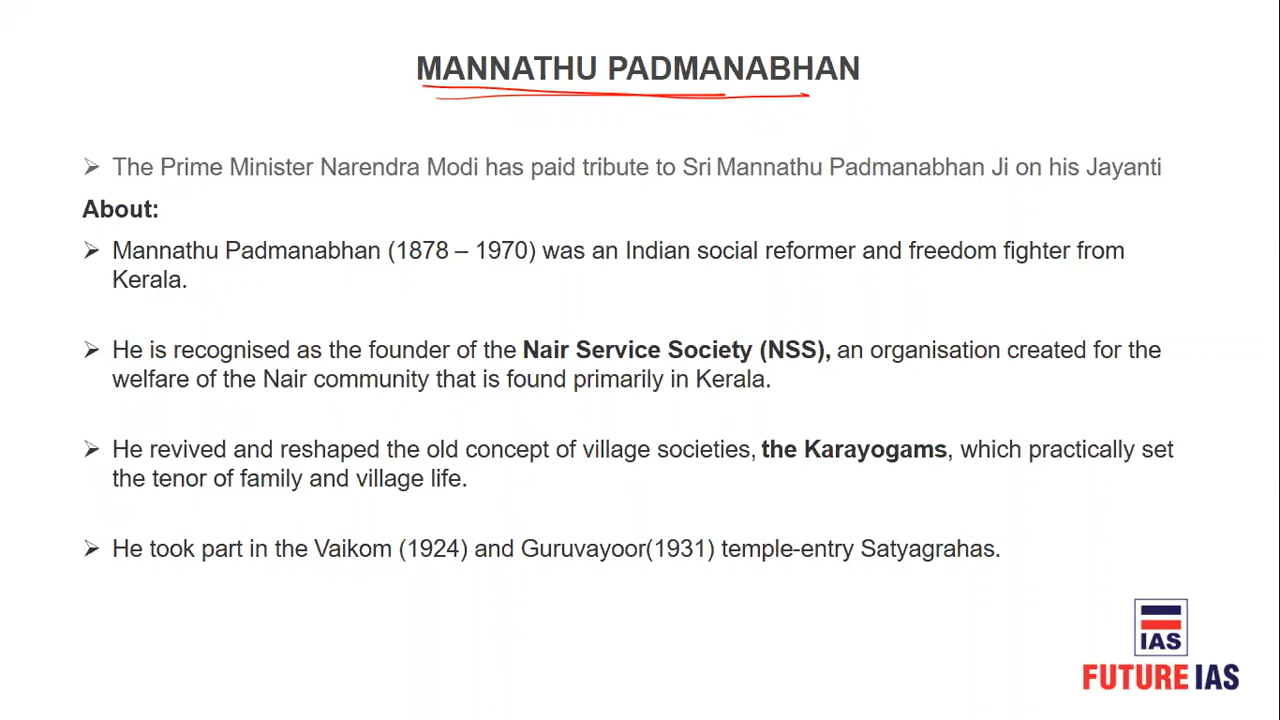 MANNATHU PADMANABHAN
➢ The Prime Minister Narendra Modi has paid tribute to Sri Mannathu Padmanabhan Ji on his Jayanti
About:
➢ Mannathu Padmanabhan (1878 – 1970) was an Indian social reformer and freedom fighter from
Kerala.
➢ He is recognised as the founder of the Nair Service Society (NSS), an organisation created for the
welfare of the Nair community that is found primarily in Kerala.
➢ He revived and reshaped the old concept of village societies, the Karayogams, which practically set
the tenor of family and village life.
➢ He took part in the Vaikom (1924) and Guruvayoor(1931) temple-entry Satyagrahas.
IAS
FUTURE IAS